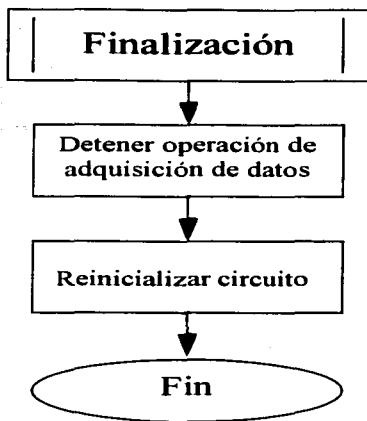 Finalización
Detener operación de
adquisición de datos
Reinicializar circuito
Fin